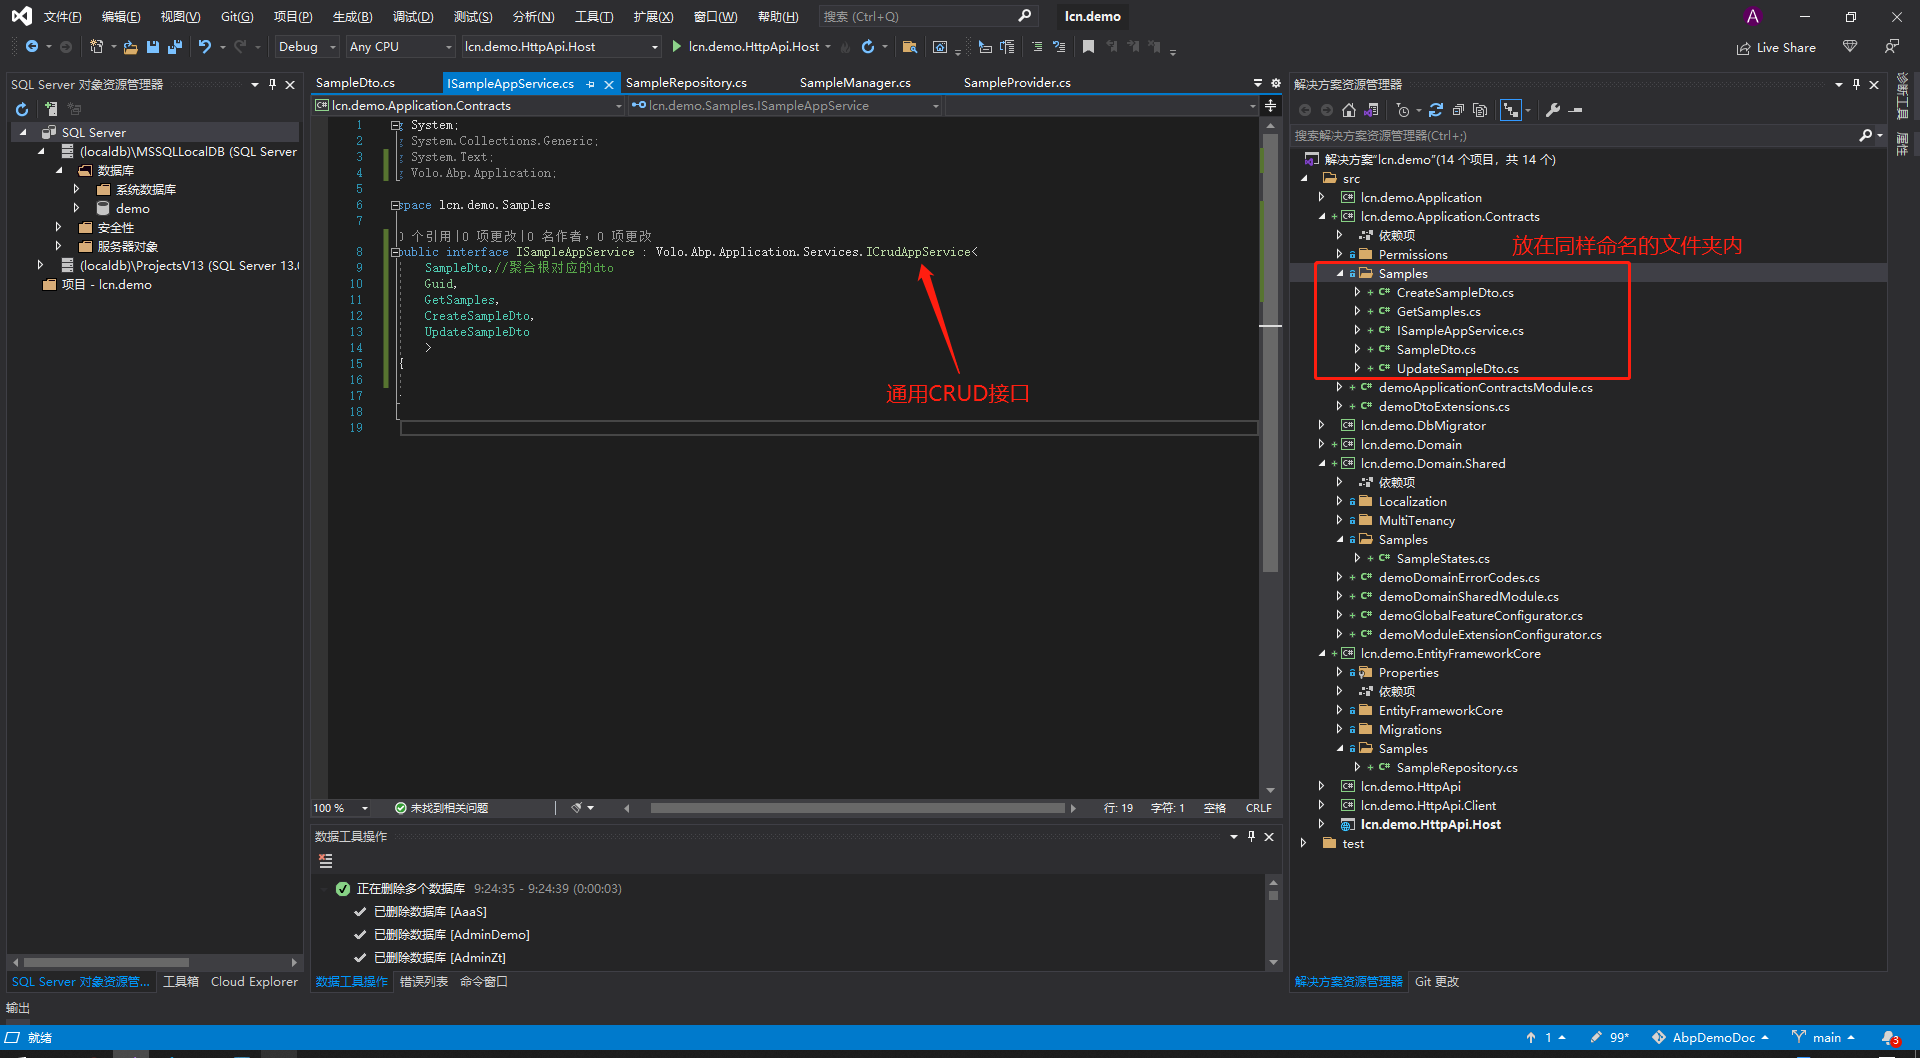 文件(F) 编辑(E) 视图(V) Git(G) 项目(P) 生成(B) 调试(D) 测试(S) 分析(N) 工具(T) 扩展(X) 窗口(W) 帮助(H) 搜索 (Ctrl+Q) lcn.demo A
Debug Any CPU lcn.demo.HttpApi.Host lcn.demo.HttpApi.Host Live Share
SQL Server 对象资源管理器
SQL Server
(localdb)\MSSQLLocalDB (SQL Server
数据库
系统数据库
demo
安全性
服务器对象
(localdb)\ProjectsV13 (SQL Server 13.0
项目 - lcn.demo
SQL Server 对象资源管... 工具箱 Cloud Explorer
SampleDto.cs ISampleAppService.cs SampleRepository.cs SampleManager.cs SampleProvider.cs
lcn.demo.Application.Contracts lcn.demo.Samples.ISampleAppService
1 System;
2 System.Collections.Generic;
3 System.Text;
4 Volo.Abp.Application;
5
6 space lcn.demo.Samples
7
0 个引用|0 项更改|0 名作者, 0 项更改
8 public interface ISampleAppService : Volo.Abp.Application.Services.ICrudAppService<
9 SampleDto,//聚合根对应的dto
10 Guid,
11 GetSamples,
12 CreateSampleDto,
13 UpdateSampleDto
14 >
15 {
16
17
18
19
通用CRUD接口
100 % 未找到相关问题 行: 19 字符: 1 空格 CRLF
数据工具操作
正在删除多个数据库 9:24:35 - 9:24:39 (0:00:03)
已删除数据库 [AaaS]
已删除数据库 [AdminDemo]
已删除数据库 [AdminZt]
数据工具操作 错误列表 命令窗口
解决方案资源管理器
搜索解决方案资源管理器(Ctrl+;)
解决方案"lcn.demo"(14 个项目, 共 14 个)
src
lcn.demo.Application
lcn.demo.Application.Contracts
依赖项
放在同样命名的文件夹内
Permissions
Samples
CreateSampleDto.cs
GetSamples.cs
ISampleAppService.cs
SampleDto.cs
UpdateSampleDto.cs
demoApplicationContractsModule.cs
demoDtoExtensions.cs
lcn.demo.DbMigrator
lcn.demo.Domain
lcn.demo.Domain.Shared
依赖项
Localization
MultiTenancy
Samples
SampleStates.cs
demoDomainErrorCodes.cs
demoDomainSharedModule.cs
demoGlobalFeatureConfigurator.cs
demoModuleExtensionConfigurator.cs
lcn.demo.EntityFrameworkCore
Properties
依赖项
EntityFrameworkCore
Migrations
Samples
SampleRepository.cs
lcn.demo.HttpApi
lcn.demo.HttpApi.Client
lcn.demo.HttpApi.Host
test
解决方案资源管理器 Git 更改
诊断工具
属性
输出
就绪 1 99* AbpDemoDoc main 3